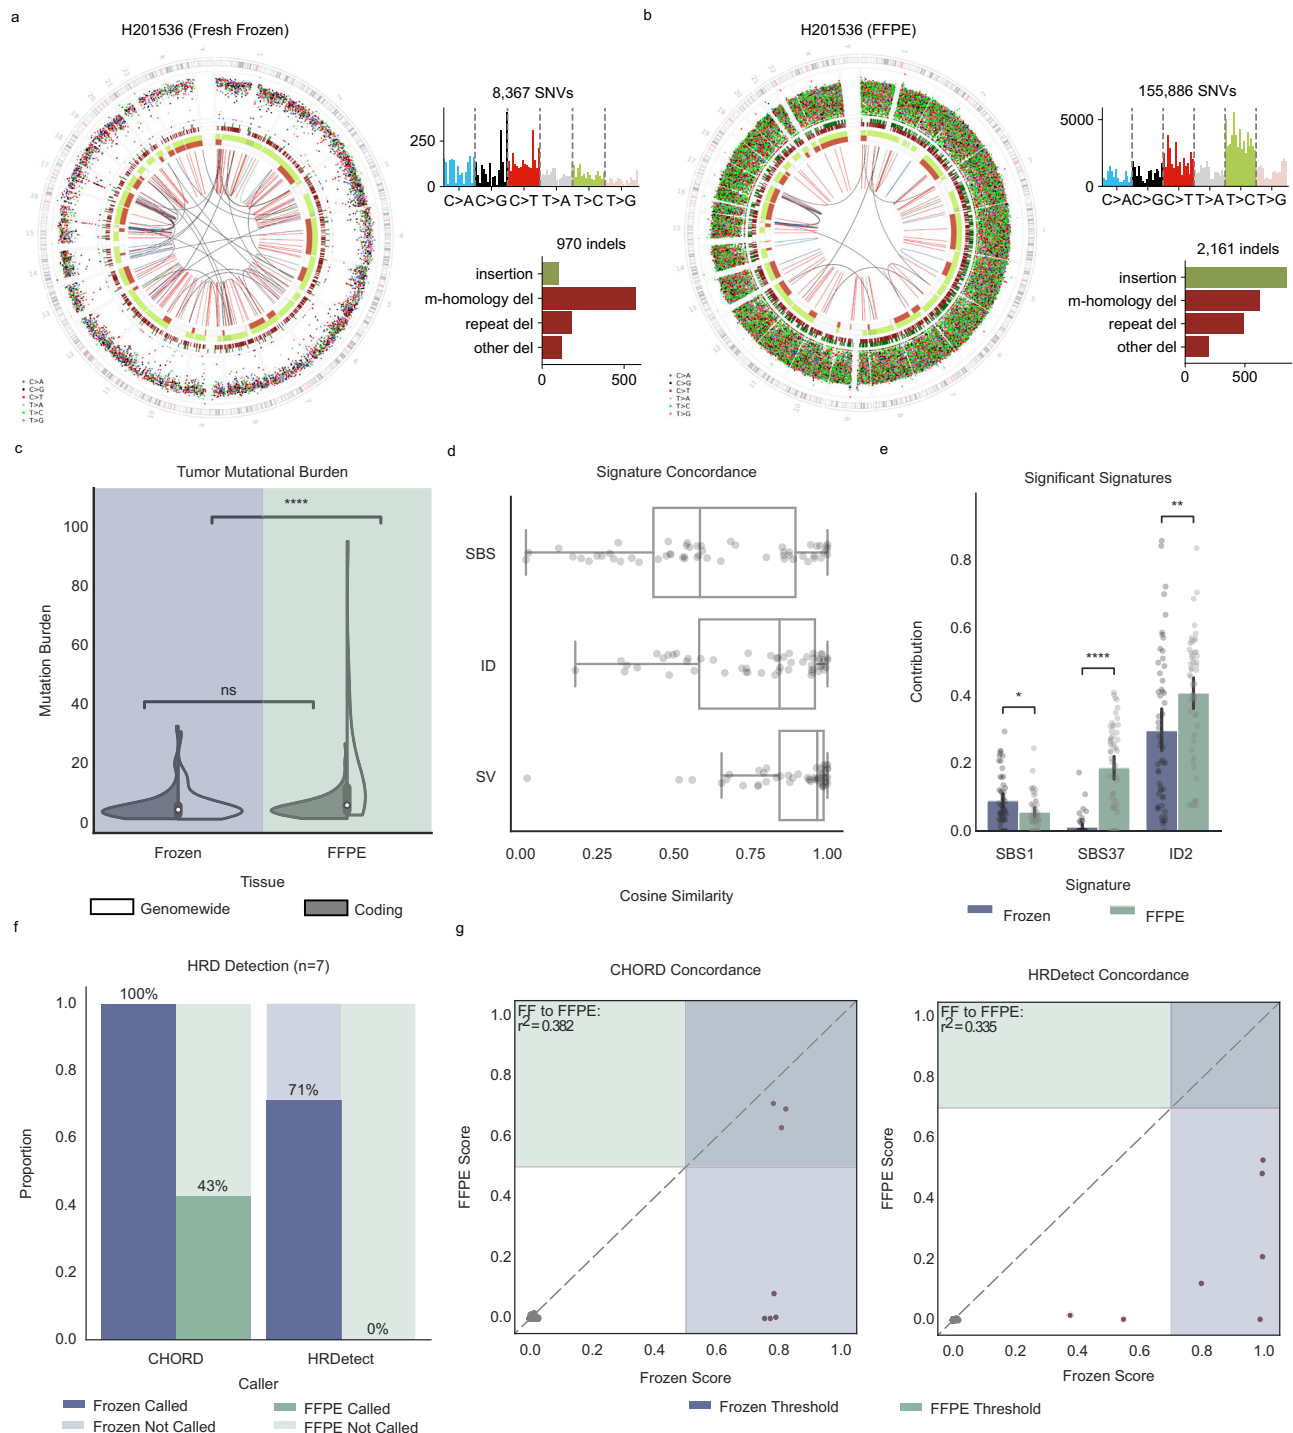 a
H201536 (Fresh Frozen)
8,367 SNVs
250
0
C>A C>G C>T T>A T>C T>G
970 indels
insertion
m-homology del
repeat del
other del
0 500
C>A
C>G
C>T
T>A
T>C
T>G
b
H201536 (FFPE)
155,886 SNVs
5000
0
C>A C>G C>T T>A T>C T>G
2,161 indels
insertion
m-homology del
repeat del
other del
0 500
C>A
C>G
C>T
T>A
T>C
T>G
c
Tumor Mutational Burden
Mutation Burden
100
80
60
40
20
0
****
ns
Frozen FFPE
Tissue
Genomewide Coding
d
Signature Concordance
SBS
ID
SV
0.00 0.25 0.50 0.75 1.00
Cosine Similarity
e
Significant Signatures
Contribution
0.8
0.6
0.4
0.2
0.0
*
****
**
SBS1 SBS37 ID2
Signature
Frozen FFPE
f
HRD Detection (n=7)
Proportion
1.0
0.8
0.6
0.4
0.2
0.0
100%
43%
71%
0%
CHORD HRDetect
Caller
Frozen Called FFPE Called
Frozen Not Called FFPE Not Called
g
CHORD Concordance
FF to FFPE:
r2 = 0.382
FFPE Score
1.0
0.8
0.6
0.4
0.2
0.0
0.0 0.2 0.4 0.6 0.8 1.0
Frozen Score
HRDetect Concordance
FF to FFPE:
r2 = 0.335
FFPE Score
1.0
0.8
0.6
0.4
0.2
0.0
0.0 0.2 0.4 0.6 0.8 1.0
Frozen Score
Frozen Threshold FFPE Threshold